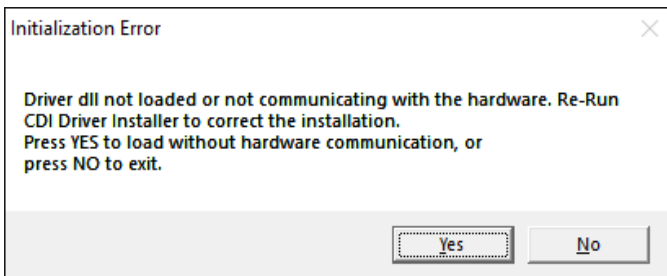 Initialization Error
Driver dll not loaded or not communicating with the hardware. Re-Run
CDI Driver Installer to correct the installation.
Press YES to load without hardware communication, or
press NO to exit.
Yes
No